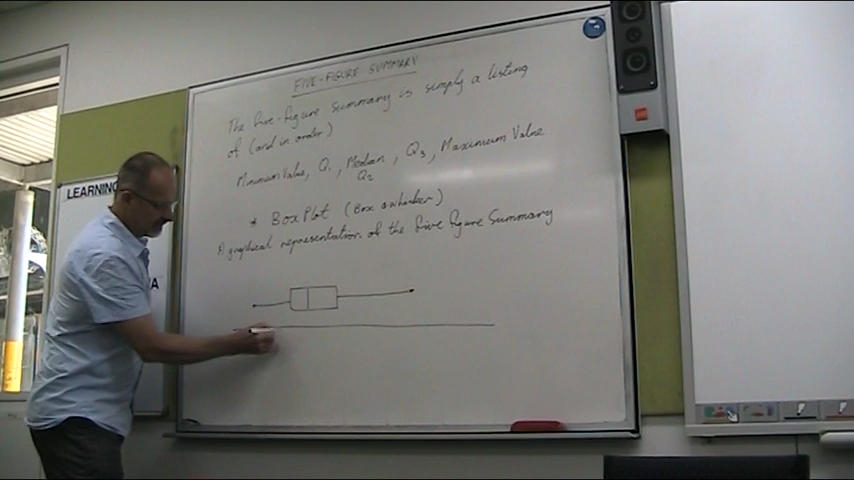 FIVE-FIGURE SUMMARY
The five-figure summary is simply a listing
of (and in order)
Minimum Value, Q1, Median, Q3, Maximum Value
Q2
* Box Plot (Box & whisker)
A graphical representation of the five figure Summary
LEARNING
A